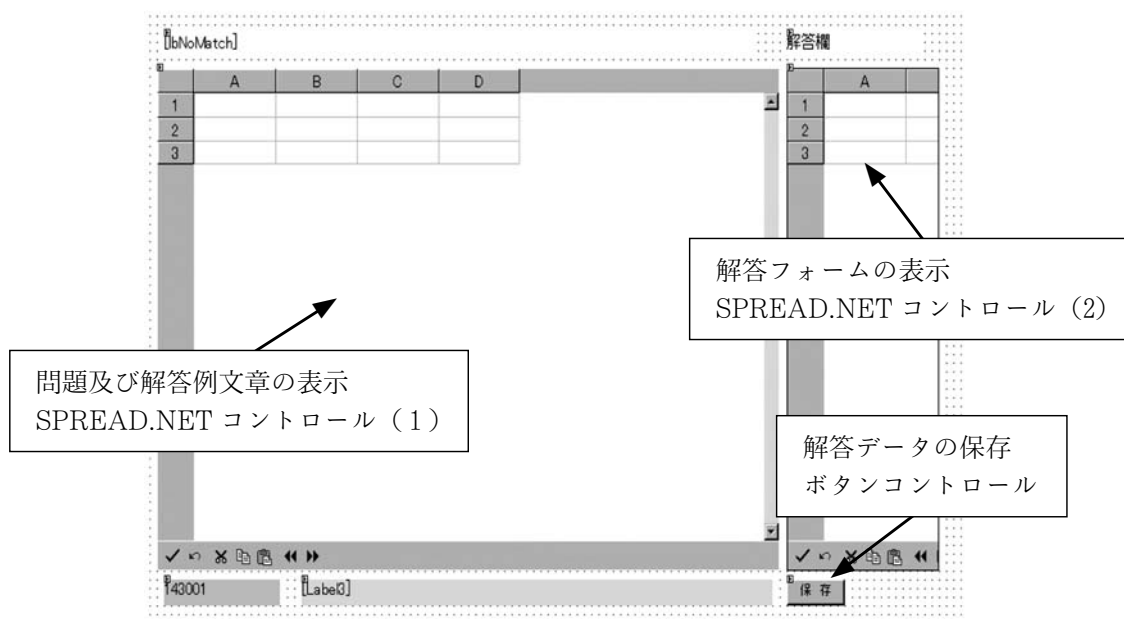 [lbNoMatch]
解答欄
A B C D
A
1
2
3
1
2
3
解答フォームの表示
SPREAD.NET コントロール（2）
問題及び解答例文章の表示
SPREAD.NET コントロール（１）
解答データの保存
ボタンコントロール
143001
[Label3]
保 存